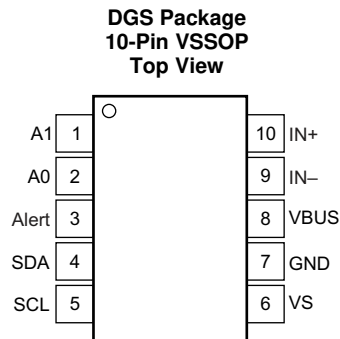 DGS Package
10-Pin VSSOP
Top View
A1 1 10 IN+
A0 2 9 IN–
Alert 3 8 VBUS
SDA 4 7 GND
SCL 5 6 VS